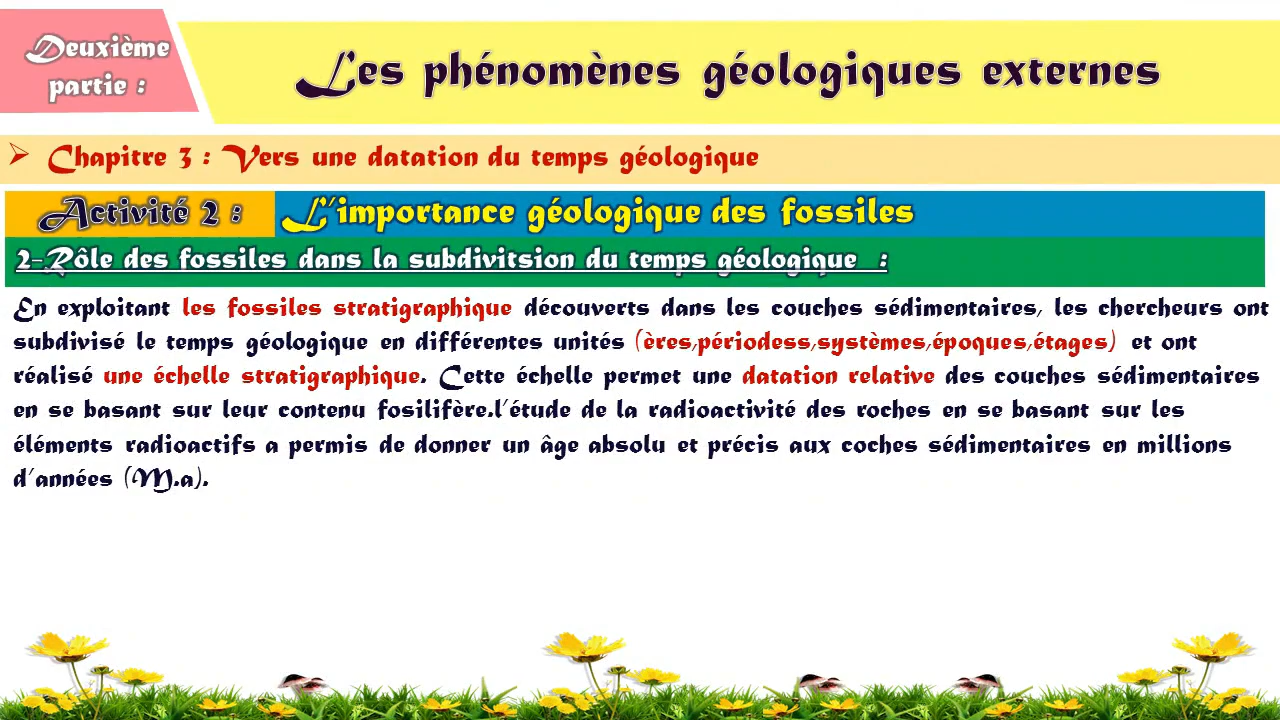 Deuxième
partie :
Les phénomènes géologiques externes
➢ Chapitre 3 : Vers une datation du temps géologique
Activité 2 : L'importance géologique des fossiles
2-Rôle des fossiles dans la subdivitsion du temps géologique :
En exploitant les fossiles stratigraphique découverts dans les couches sédimentaires, les chercheurs ont
subdivisé le temps géologique en différentes unités (ères,périodess,systèmes,époques,étages) et ont
réalisé une échelle stratigraphique. Cette échelle permet une datation relative des couches sédimentaires
en se basant sur leur contenu fosilifère.l'étude de la radioactivité des roches en se basant sur les
éléments radioactifs a permis de donner un âge absolu et précis aux coches sédimentaires en millions
d'années (M.a).